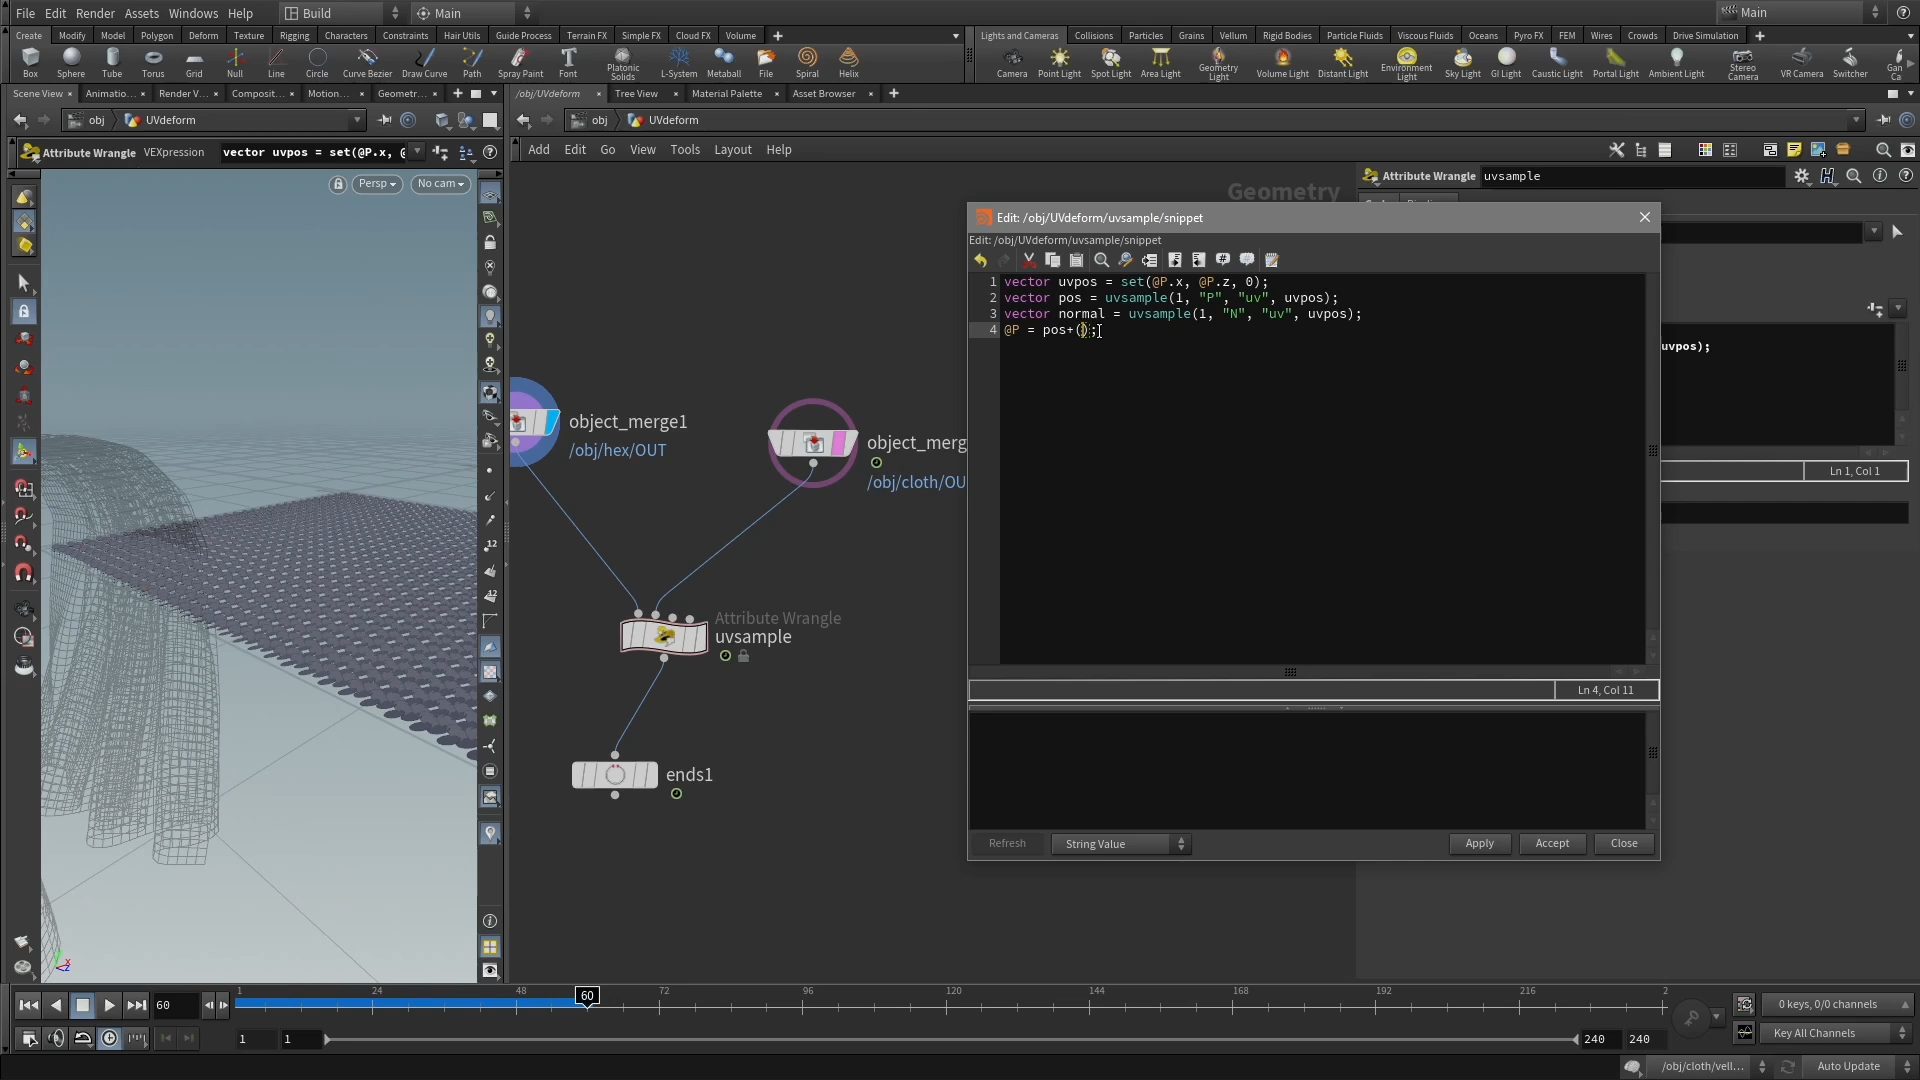 File Edit Render Assets Windows Help Build Main Main
Create Modify Model Polygon Deform Texture Rigging Characters Constraints Hair Utils Guide Process Terrain FX Simple FX Cloud FX Volume
Lights and Cameras Collisions Particles Grains Vellum Rigid Bodies Particle Fluids Viscous Fluids Oceans Pyro FX FEM Wires Crowds Drive Simulation
Box Sphere Tube Torus Grid Null Line Circle Curve Bezier Draw Curve Path Spray Paint Font Platonic Solids L-System Metaball File Spiral Helix
Camera Point Light Spot Light Area Light Geometry Light Volume Light Distant Light Environment Light Sky Light GI Light Caustic Light Portal Light Ambient Light Stereo Camera VR Camera Switcher Gan Ca
Scene View Animatio... Render V... Composit... Motion... Geometr...
/obj/UVdeform Tree View Material Palette Asset Browser
obj UVdeform
obj UVdeform
Attribute Wrangle VEXpression vector uvpos = set(@P.x, @
Add Edit Go View Tools Layout Help
Persp No cam
Geometry
Attribute Wrangle uvsample
Edit: /obj/UVdeform/uvsample/snippet
Edit: /obj/UVdeform/uvsample/snippet
1 vector uvpos = set(@P.x, @P.z, 0);
2 vector pos = uvsample(1, "P", "uv", uvpos);
3 vector normal = uvsample(1, "N", "uv", uvpos);
4 @P = pos+();
uvpos);
Ln 1, Col 1
object_merge1
/obj/hex/OUT
object_merg
/obj/cloth/OU
Attribute Wrangle
uvsample
ends1
Ln 4, Col 11
Refresh String Value Apply Accept Close
12
12
z x
60
1 24 48 60 72 96 120 144 168 192 216 2
0 keys, 0/0 channels
1 1 240 240
Key All Channels
/obj/cloth/vell... Auto Update